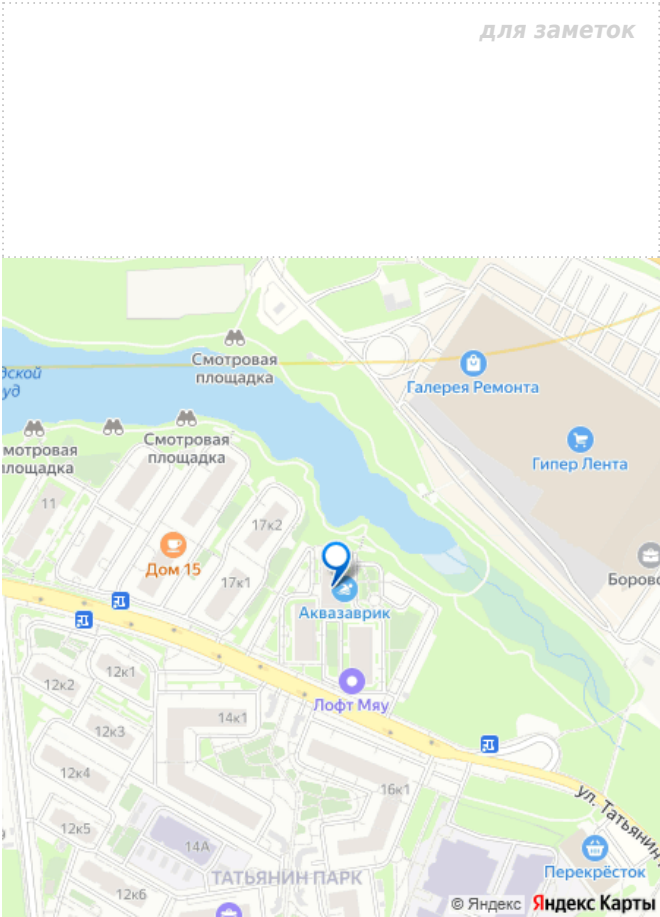 для заметок
Смотровая
площадка
Галерея Ремонта
Смотровая
площадка
Гипер Лента
мотровая
площадка
11
17к2
Дом 15
17к1
Аквазаврик
12к1
12к2
Лофт Мяу
14к1
12к3
12к4
16к1
ул. Татьянин
12к5
14А
Перекрёсток
ТАТЬЯНИН ПАРК
12к6
© Яндекс Яндекс Карты